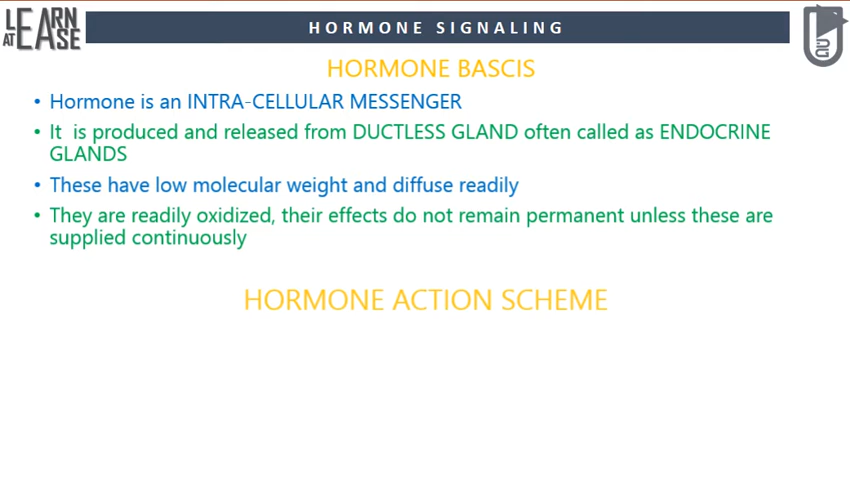 LEARN
AT EASE
HORMONE SIGNALING
HORMONE BASCIS
• Hormone is an INTRA-CELLULAR MESSENGER
• It is produced and released from DUCTLESS GLAND often called as ENDOCRINE
GLANDS
• These have low molecular weight and diffuse readily
• They are readily oxidized, their effects do not remain permanent unless these are
supplied continuously
HORMONE ACTION SCHEME